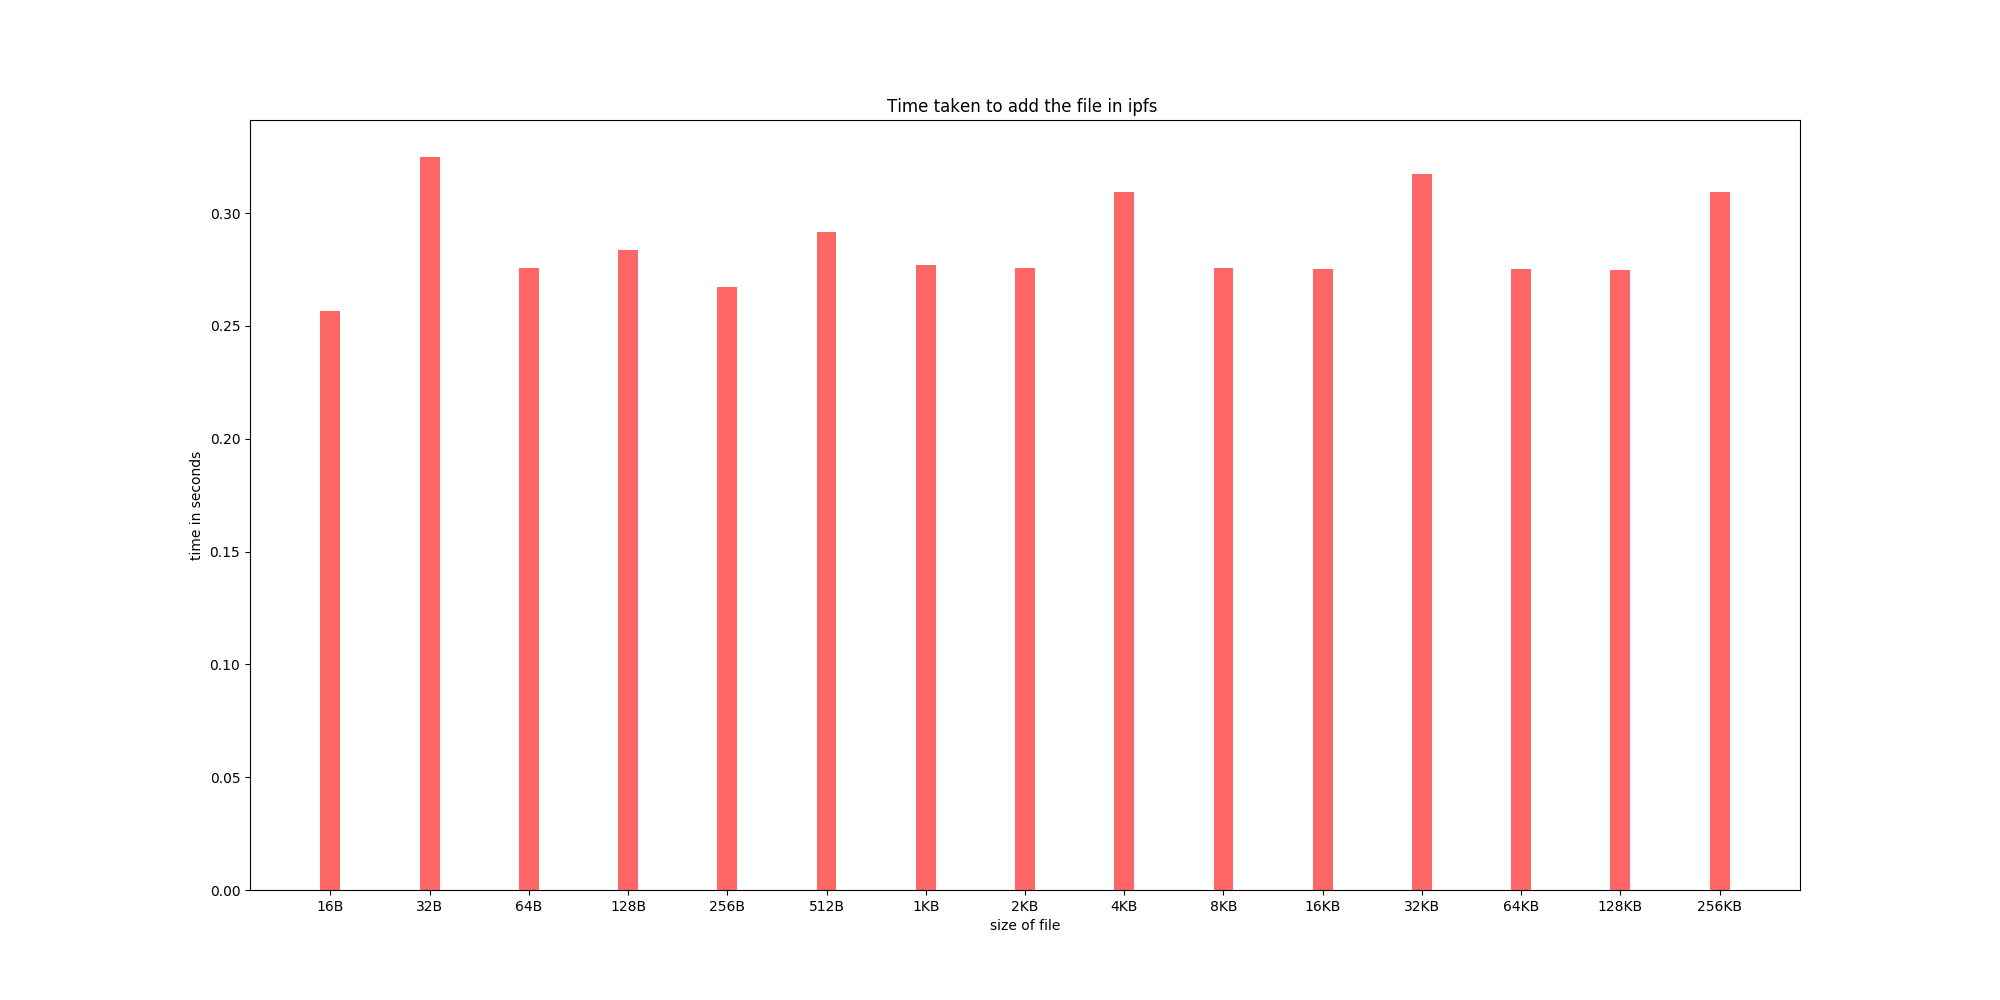 Time taken to add the file in ipfs
0.30
0.25
0.20
0.15
0.10
0.05
0.00
time in seconds
16B 32B 64B 128B 256B 512B 1KB 2KB 4KB 8KB 16KB 32KB 64KB 128KB 256KB
size of file